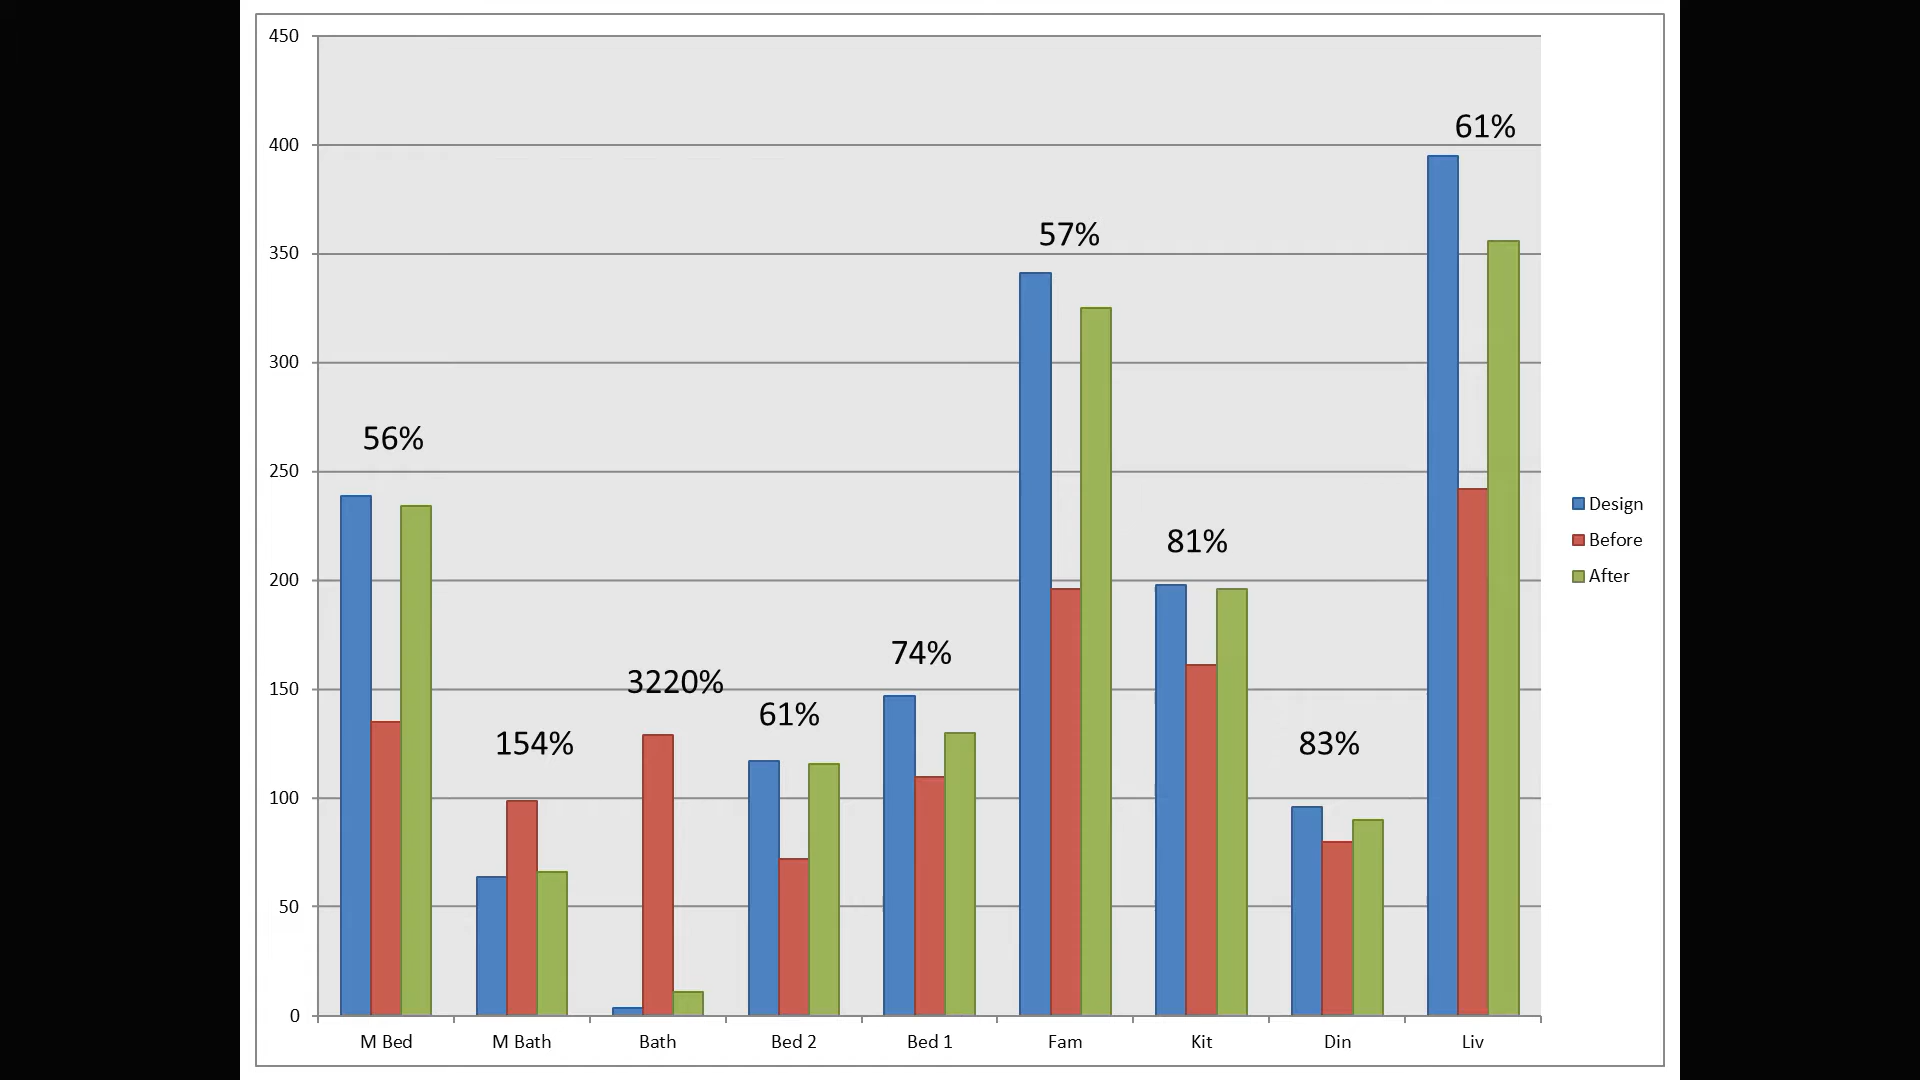 450
400
350
300
250
200
150
100
50
0
56%
154%
3220%
61%
74%
57%
81%
83%
61%
M Bed
M Bath
Bath
Bed 2
Bed 1
Fam
Kit
Din
Liv
Design
Before
After